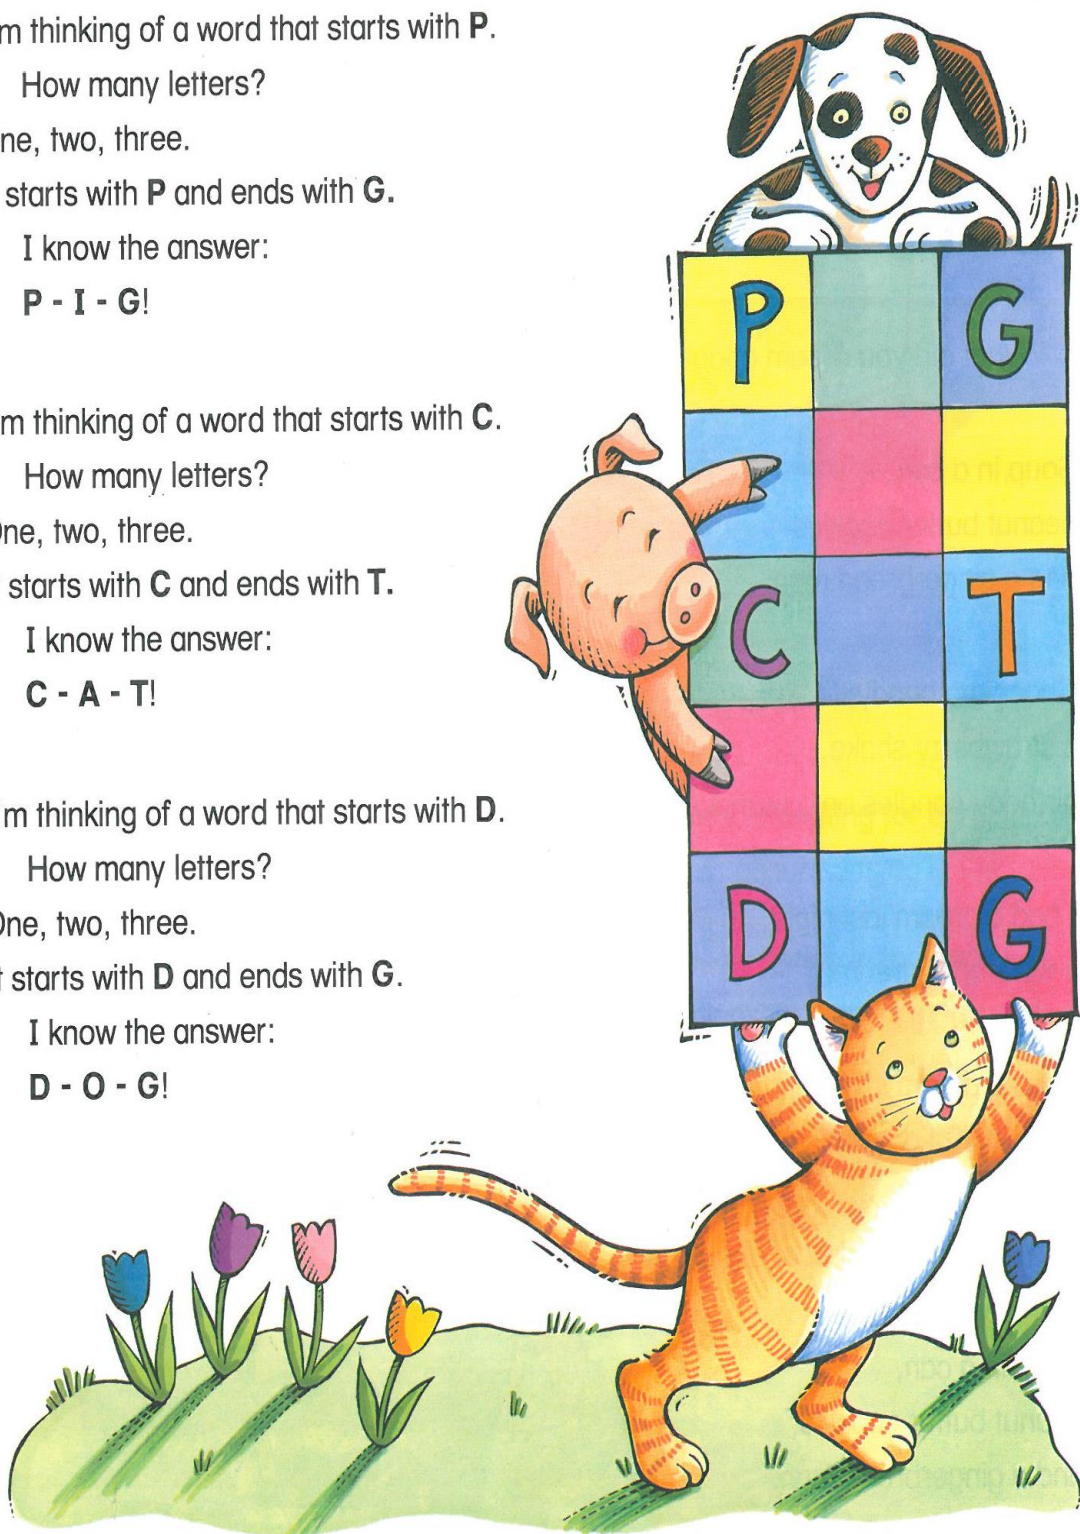 m thinking of a word that starts with P.
How many letters?
ne, two, three.
starts with P and ends with G.
I know the answer:
P - I - G!
m thinking of a word that starts with C.
How many letters?
One, two, three.
starts with C and ends with T.
I know the answer:
C - A - T!
m thinking of a word that starts with D.
How many letters?
One, two, three.
t starts with D and ends with G.
I know the answer:
D - O - G!
P G
C T
D G